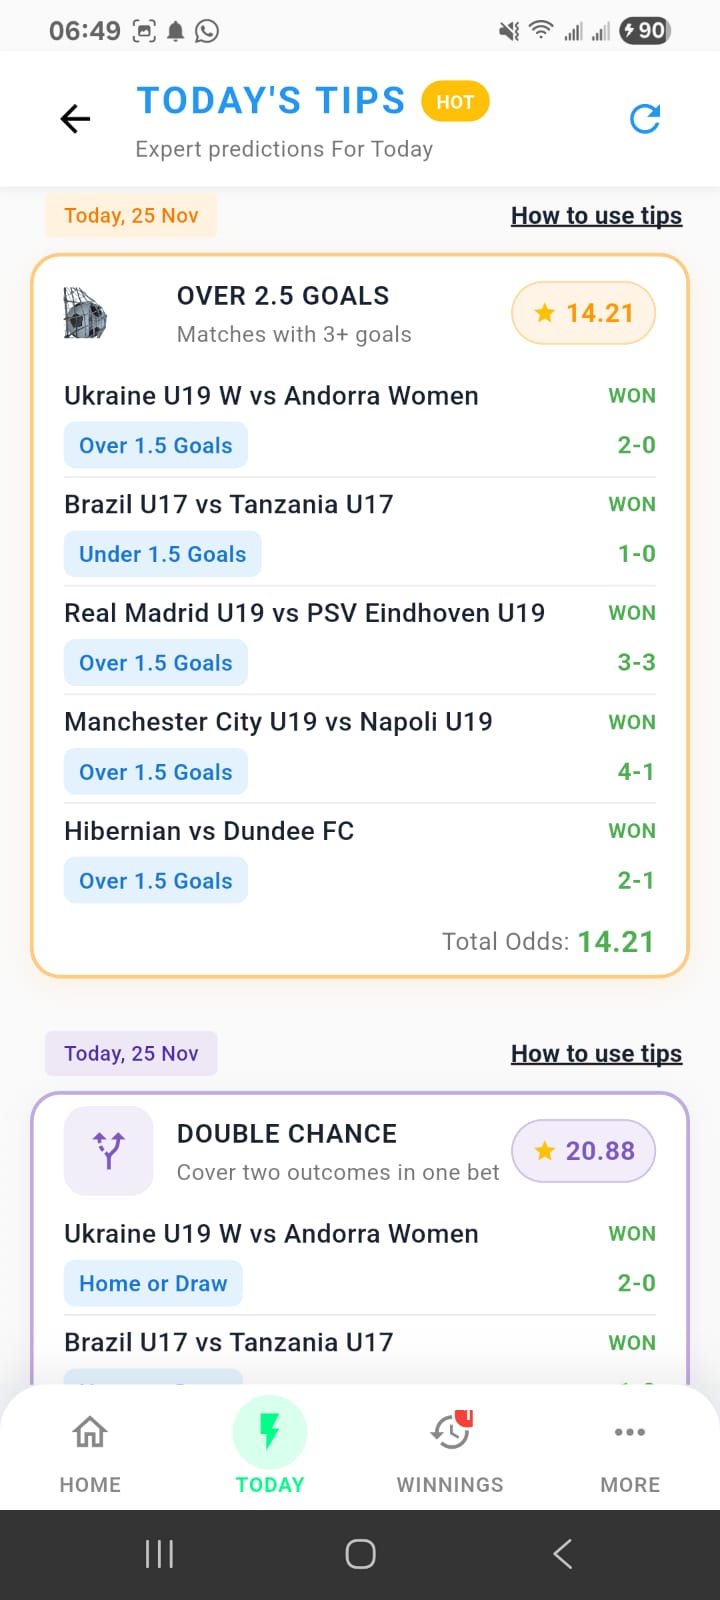 06:49
90
TODAY'S TIPS HOT
Expert predictions For Today
Today, 25 Nov
How to use tips
OVER 2.5 GOALS
Matches with 3+ goals
14.21
Ukraine U19 W vs Andorra Women WON
Over 1.5 Goals 2-0
Brazil U17 vs Tanzania U17 WON
Under 1.5 Goals 1-0
Real Madrid U19 vs PSV Eindhoven U19 WON
Over 1.5 Goals 3-3
Manchester City U19 vs Napoli U19 WON
Over 1.5 Goals 4-1
Hibernian vs Dundee FC WON
Over 1.5 Goals 2-1
Total Odds: 14.21
Today, 25 Nov
How to use tips
DOUBLE CHANCE
Cover two outcomes in one bet
20.88
Ukraine U19 W vs Andorra Women WON
Home or Draw 2-0
Brazil U17 vs Tanzania U17 WON
HOME TODAY WINNINGS MORE